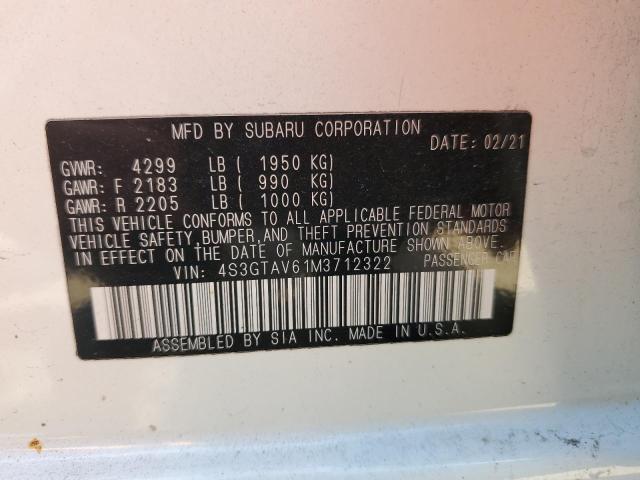 MFD BY SUBARU CORPORATION
DATE: 02/21
GVWR: 4299 LB ( 1950 KG)
GAWR: F 2183 LB ( 990 KG)
GAWR: R 2205 LB ( 1000 KG)
THIS VEHICLE CONFORMS TO ALL APPLICABLE FEDERAL MOTOR
VEHICLE SAFETY, BUMPER, AND THEFT PREVENTION STANDARDS
IN EFFECT ON THE DATE OF MANUFACTURE SHOWN ABOVE.
VIN: 4S3GTAV61M3712322 PASSENGER CAR
ASSEMBLED BY SIA INC. MADE IN U.S.A.